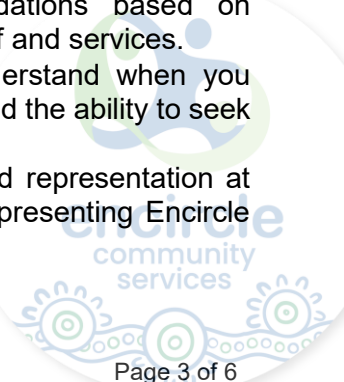 dations based on
f and services.
erstand when you
d the ability to seek
d representation at
presenting Encircle
encircle
community
services
Page 3 of 6